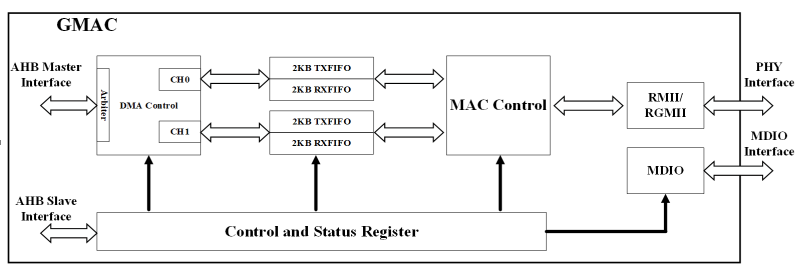 GMAC
AHB Master
Interface
Arbiter
DMA Control
CH0
CH1
2KB TXFIFO
2KB RXFIFO
2KB TXFIFO
2KB RXFIFO
MAC Control
RMII/
RGMII
PHY
Interface
MDIO
MDIO
Interface
AHB Slave
Interface
Control and Status Register